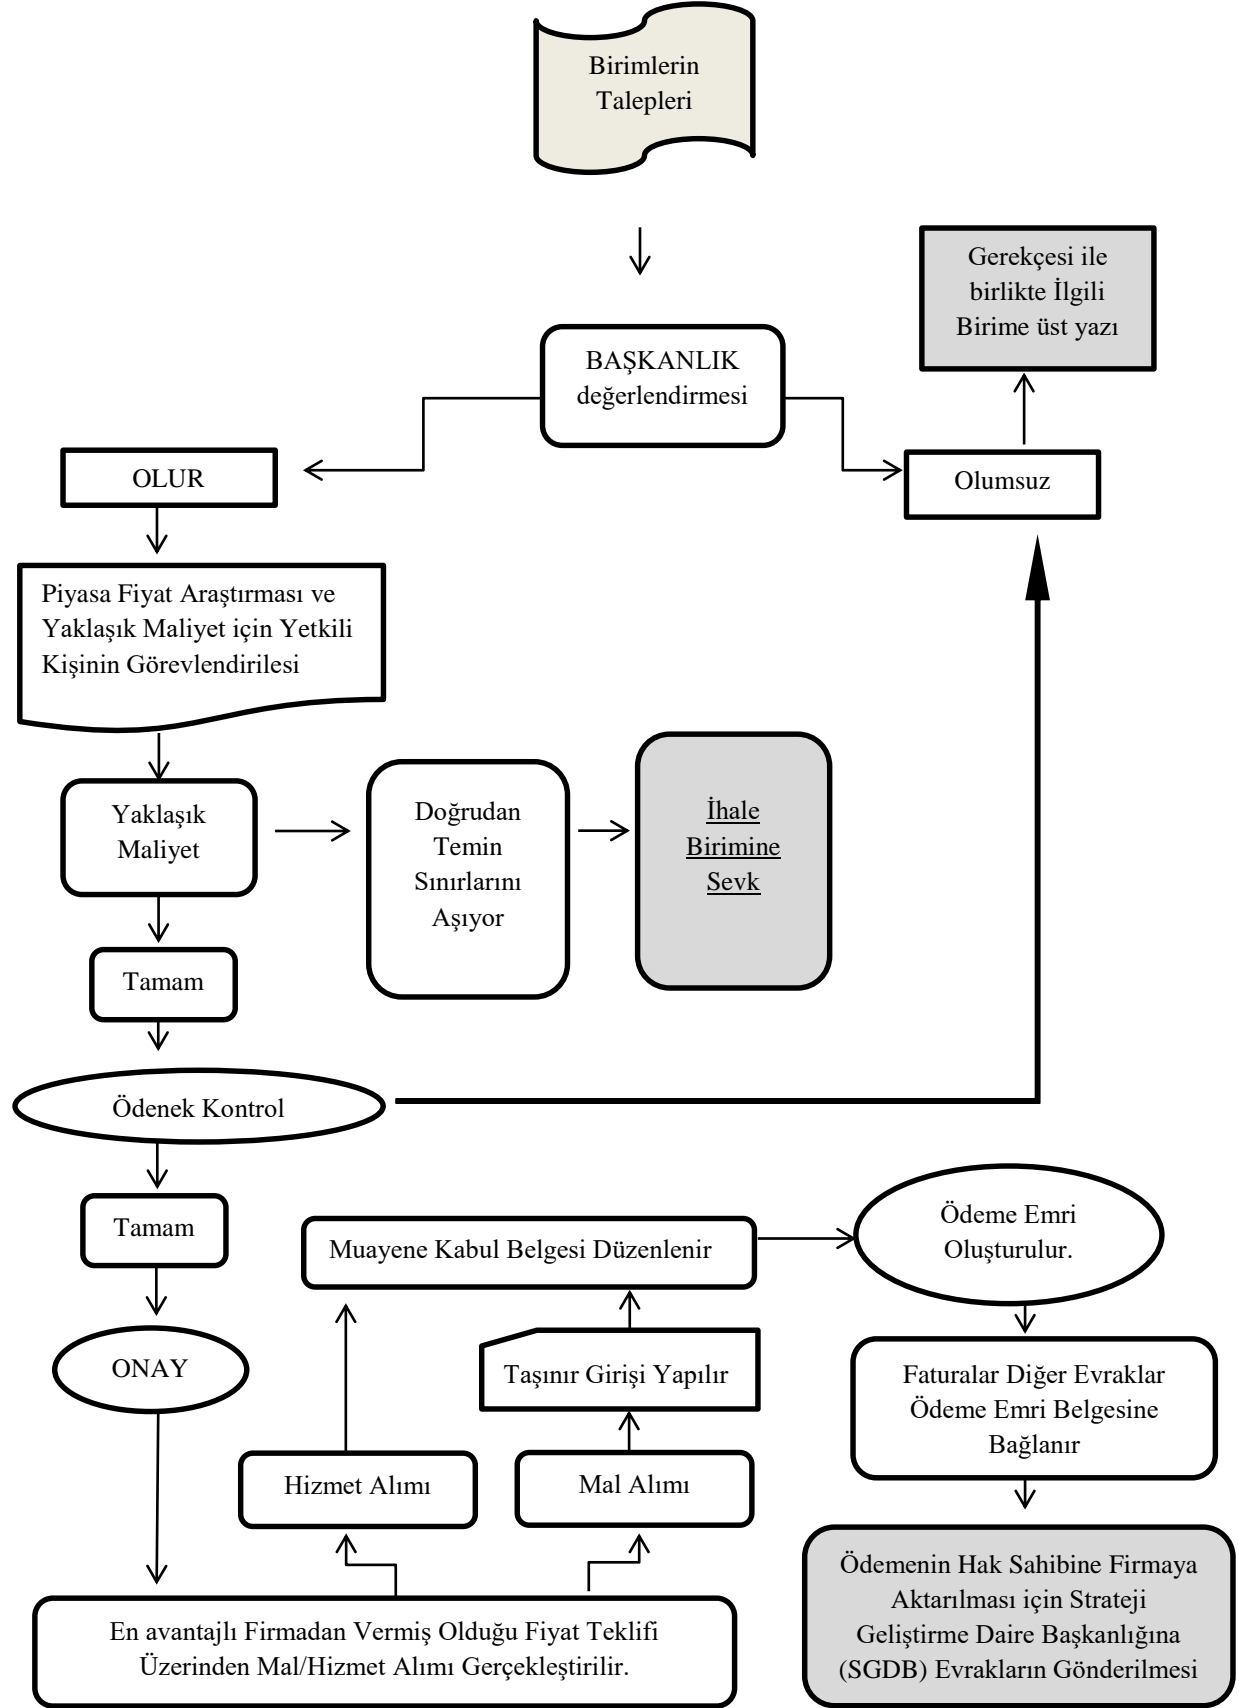 Birimlerin
Talepleri
Gerekçesi ile
birlikte İlgili
Birime üst yazı
BAŞKANLIK
değerlendirmesi
OLUR
Olumsuz
Piyasa Fiyat Araştırması ve
Yaklaşık Maliyet için Yetkili
Kişinin Görevlendirilesi
Yaklaşık
Maliyet
Doğrudan
Temin
Sınırlarını
Aşıyor
İhale
Birimine
Sevk
Tamam
Ödenek Kontrol
Tamam
Muayene Kabul Belgesi Düzenlenir
Ödeme Emri
Oluşturulur.
ONAY
Taşınır Girişi Yapılır
Faturalar Diğer Evraklar
Ödeme Emri Belgesine
Bağlanır
Hizmet Alımı
Mal Alımı
En avantajlı Firmadan Vermiş Olduğu Fiyat Teklifi
Üzerinden Mal/Hizmet Alımı Gerçekleştirilir.
Ödemenin Hak Sahibine Firmaya
Aktarılması için Strateji
Geliştirme Daire Başkanlığına
(SGDB) Evrakların Gönderilmesi